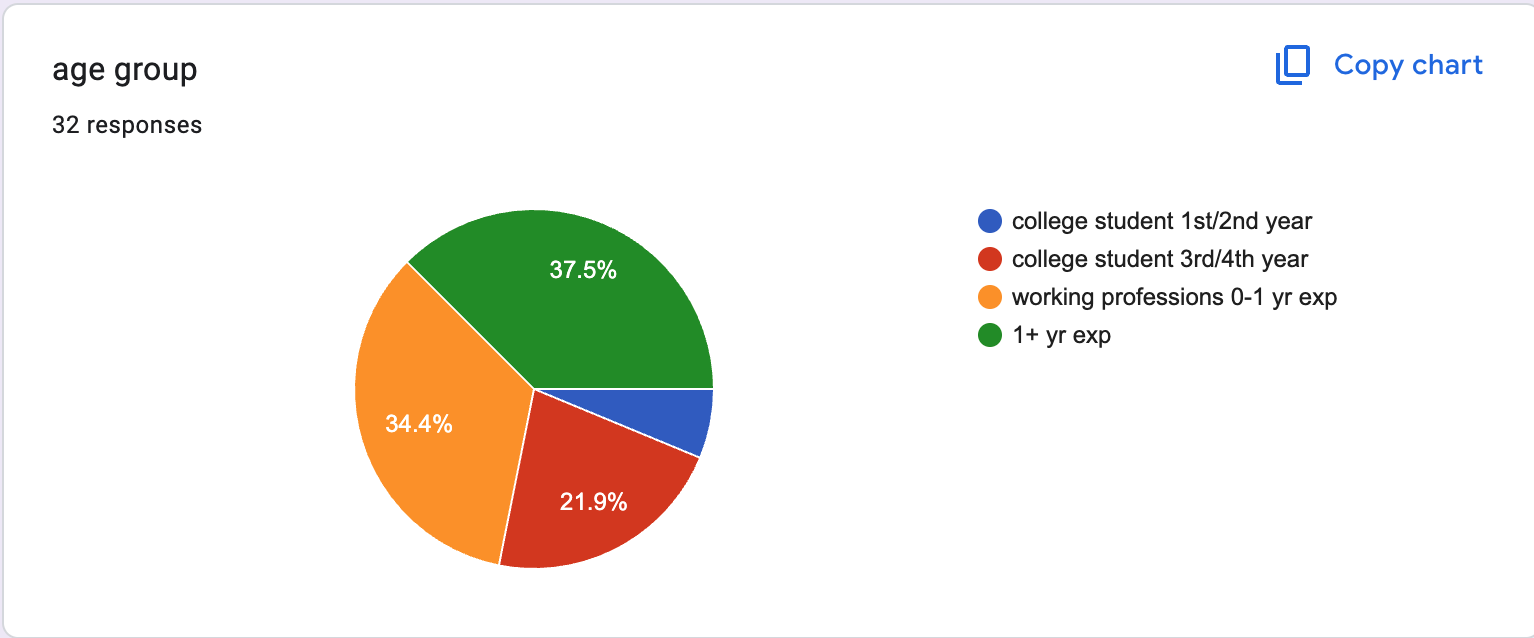 age group
Copy chart
32 responses
37.5%
34.4%
21.9%
college student 1st/2nd year
college student 3rd/4th year
working professions 0-1 yr exp
1+ yr exp